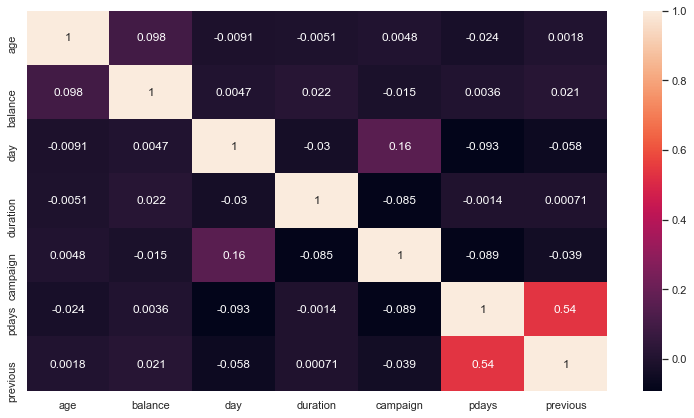 age 1 0.098 -0.0091 -0.0051 0.0048 -0.024 0.0018
balance 0.098 1 0.0047 0.022 -0.015 0.0036 0.021
day -0.0091 0.0047 1 -0.03 0.16 -0.093 -0.058
duration -0.0051 0.022 -0.03 1 -0.085 -0.0014 0.00071
campaign 0.0048 -0.015 0.16 -0.085 1 -0.089 -0.039
pdays -0.024 0.0036 -0.093 -0.0014 -0.089 1 0.54
previous 0.0018 0.021 -0.058 0.00071 -0.039 0.54 1
age balance day duration campaign pdays previous
1.0
0.8
0.6
0.4
0.2
0.0